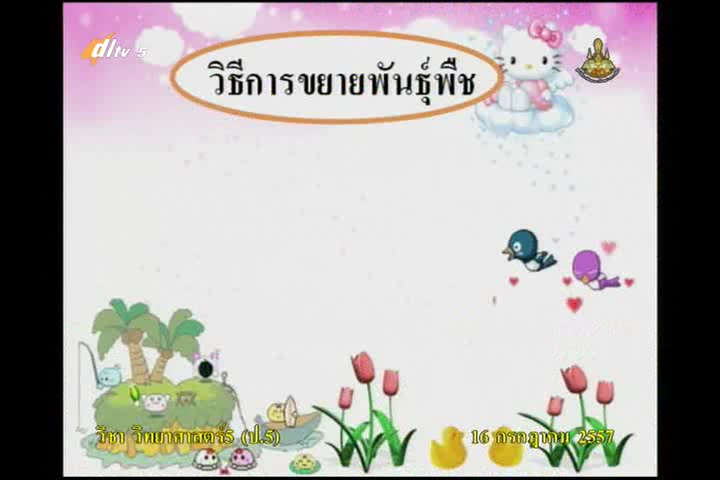 dltv 5
วิธีการขยายพันธุ์พืช
วิชา วิทยาศาสตร์5 (ป.5)
16 กรกฎาคม 2557